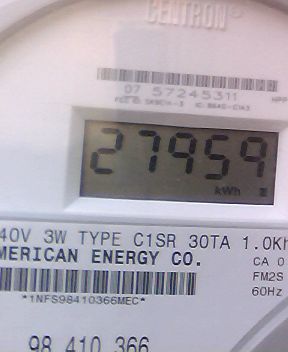 CENTRON®
07 57245311
27959
kWh
40V 3W TYPE C1SR 30TA 1.0Kh
MERICAN ENERGY CO.
CA 0
FM2S
60Hz
*1NFS98410366MEC*
98 410 366